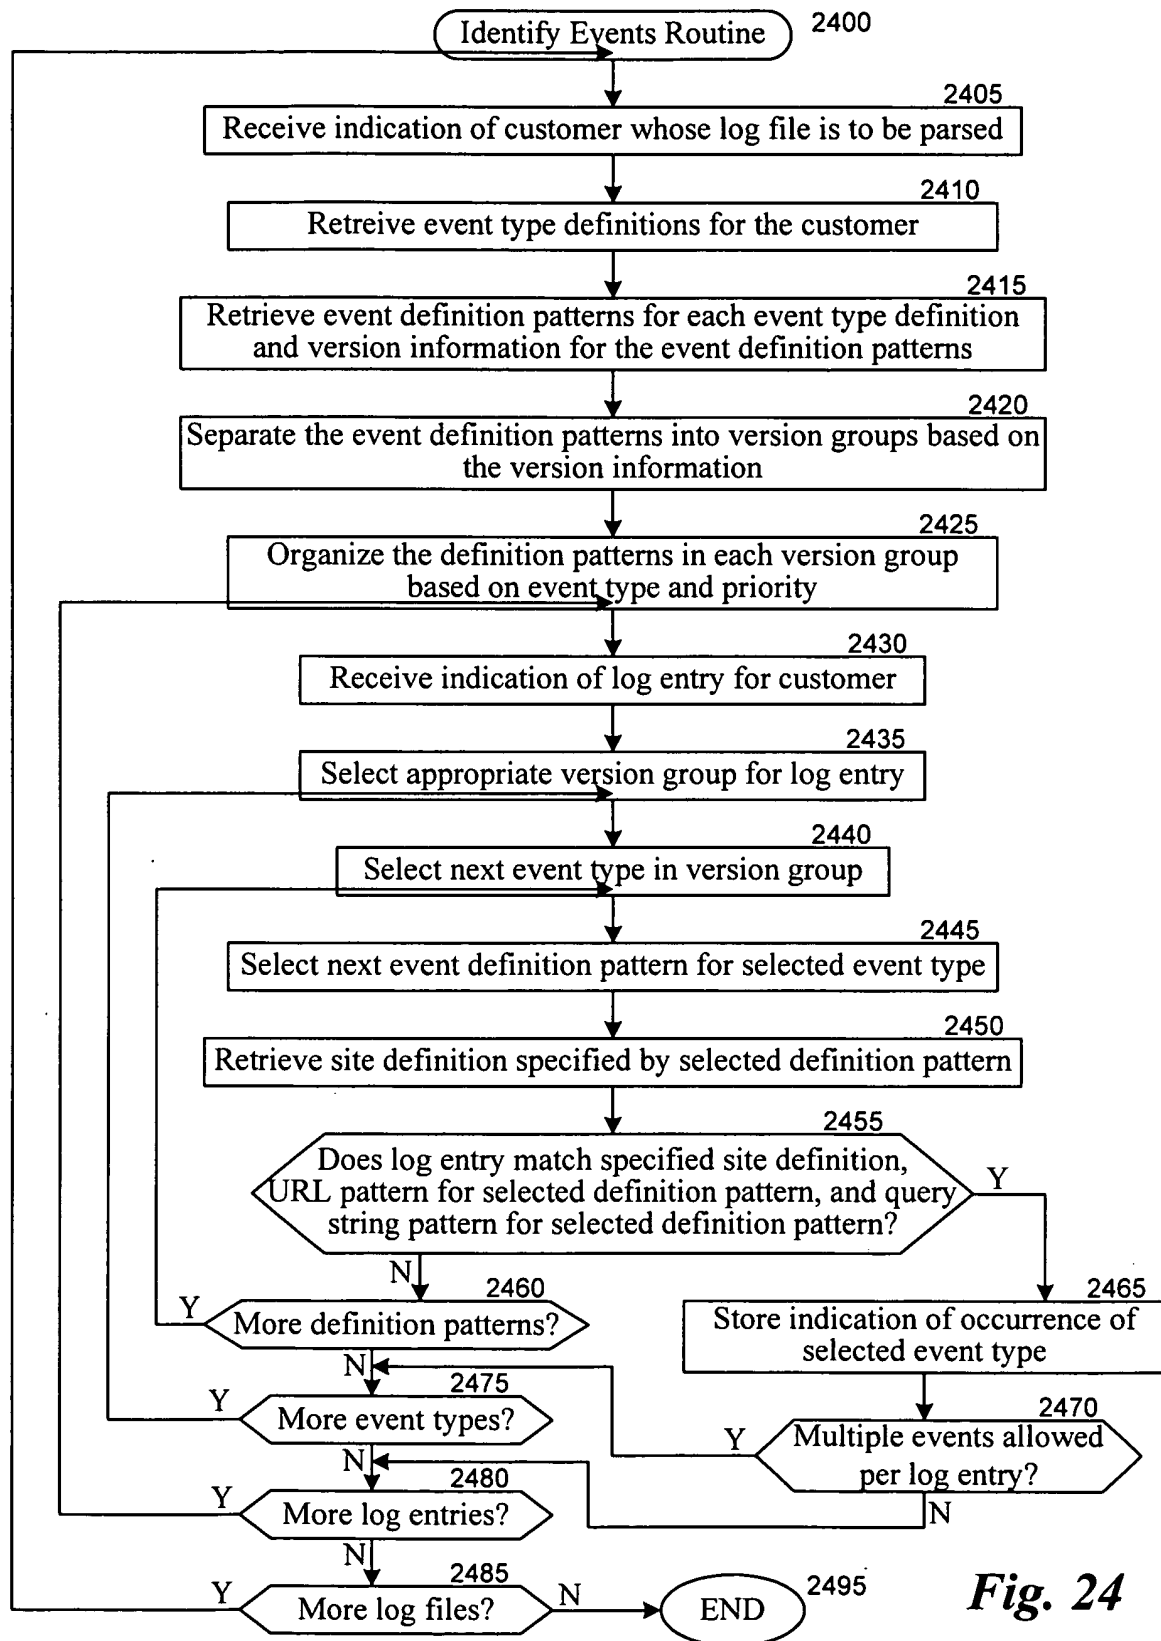 Identify Events Routine
2400
2405
Receive indication of customer whose log file is to be parsed
2410
Retreive event type definitions for the customer
2415
Retrieve event definition patterns for each event type definition
and version information for the event definition patterns
2420
Separate the event definition patterns into version groups based on
the version information
2425
Organize the definition patterns in each version group
based on event type and priority
2430
Receive indication of log entry for customer
2435
Select appropriate version group for log entry
2440
Select next event type in version group
2445
Select next event definition pattern for selected event type
2450
Retrieve site definition specified by selected definition pattern
2455
Does log entry match specified site definition,
URL pattern for selected definition pattern, and query
string pattern for selected definition pattern?
Y
N
2460
Y
More definition patterns?
2465
Store indication of occurrence of
selected event type
N
2475
Y
More event types?
2470
Y
Multiple events allowed
per log entry?
N
N
2480
Y
More log entries?
N
2485
Y
More log files?
N
END
2495
Fig. 24